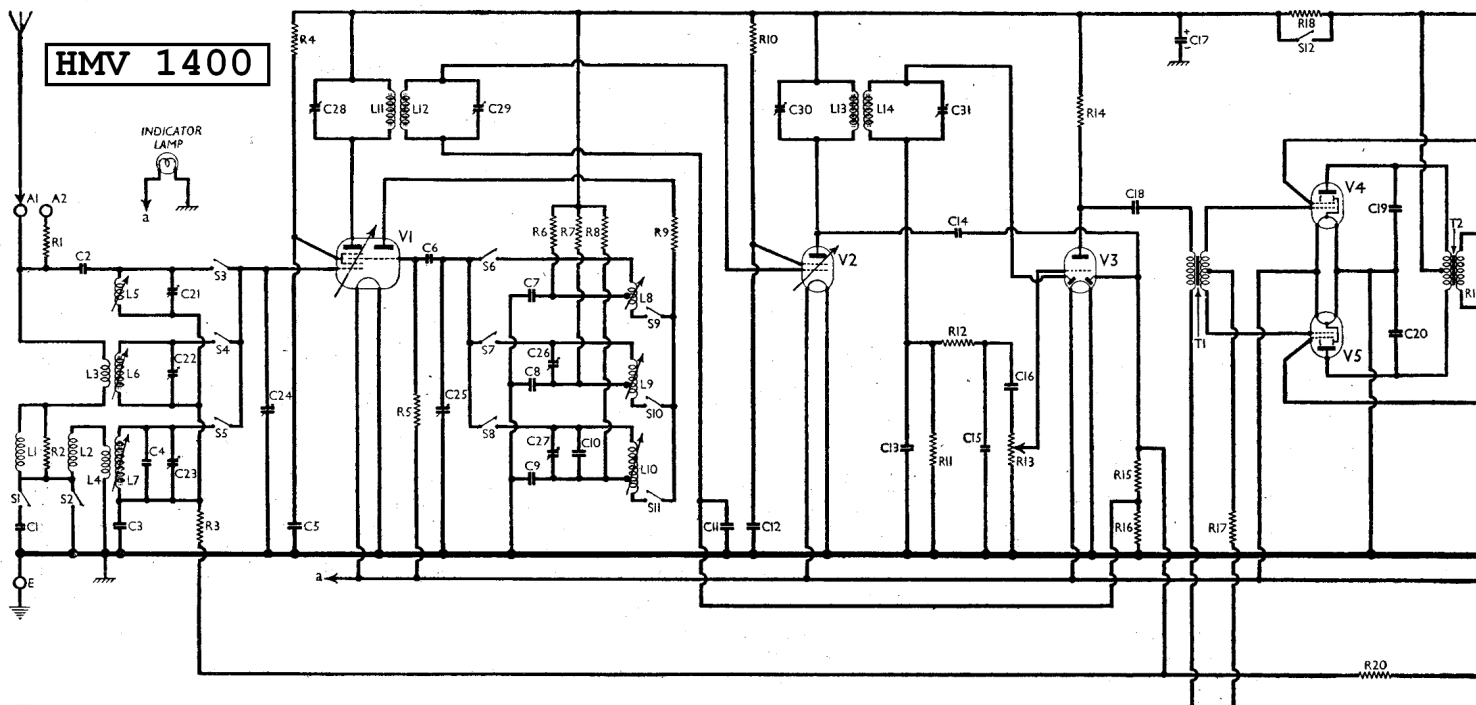 HMV 1400
INDICATOR
LAMP
a
A1 A2
R1
C2
L5
C21
S3
L3 L6
C22
S4
C24
L1 R2 L2
L4 L7
C4
C23
S5
S1 S2
C1
C3
R3
E
R4
C28 L11 L12 C29
V1
C6
R5
C25
C5
a
S6
S7
S8
R6 R7 R8
C7
C26
C8
C27
C10
C9
L8
S9
L9
S10
L10
S11
R9
C11
R10
C30 L13 L14 C31
V2
C12
C14
R12
C13
R11
C15
C16
R13
R14
V3
R15
R16
C17
C18
T1
R17
R18
S12
V4
C19
V5
C20
T2
R1
R20